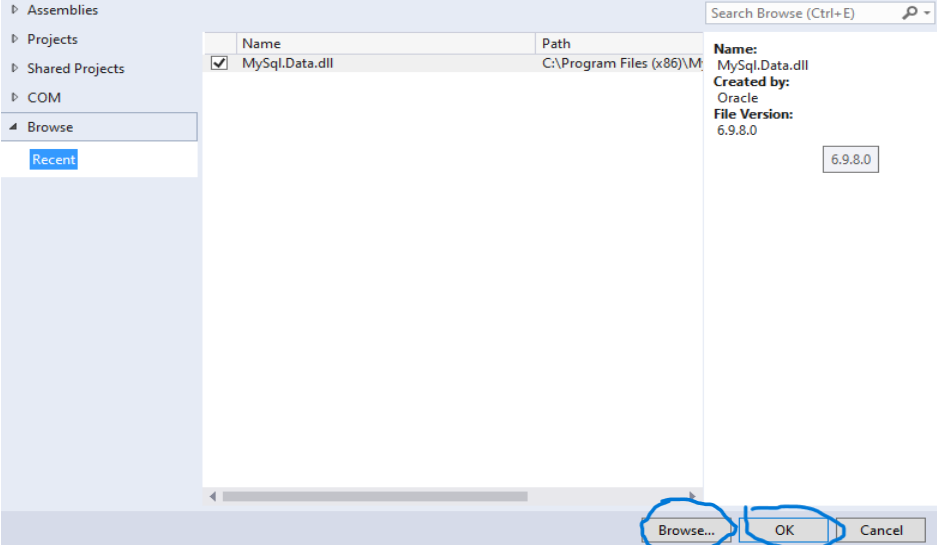 Assemblies
Projects
Shared Projects
COM
Browse
Recent
Search Browse (Ctrl+E)
Name Path
MySql.Data.dll C:\Program Files (x86)\My
Name:
MySql.Data.dll
Created by:
Oracle
File Version:
6.9.8.0
6.9.8.0
Browse... OK Cancel